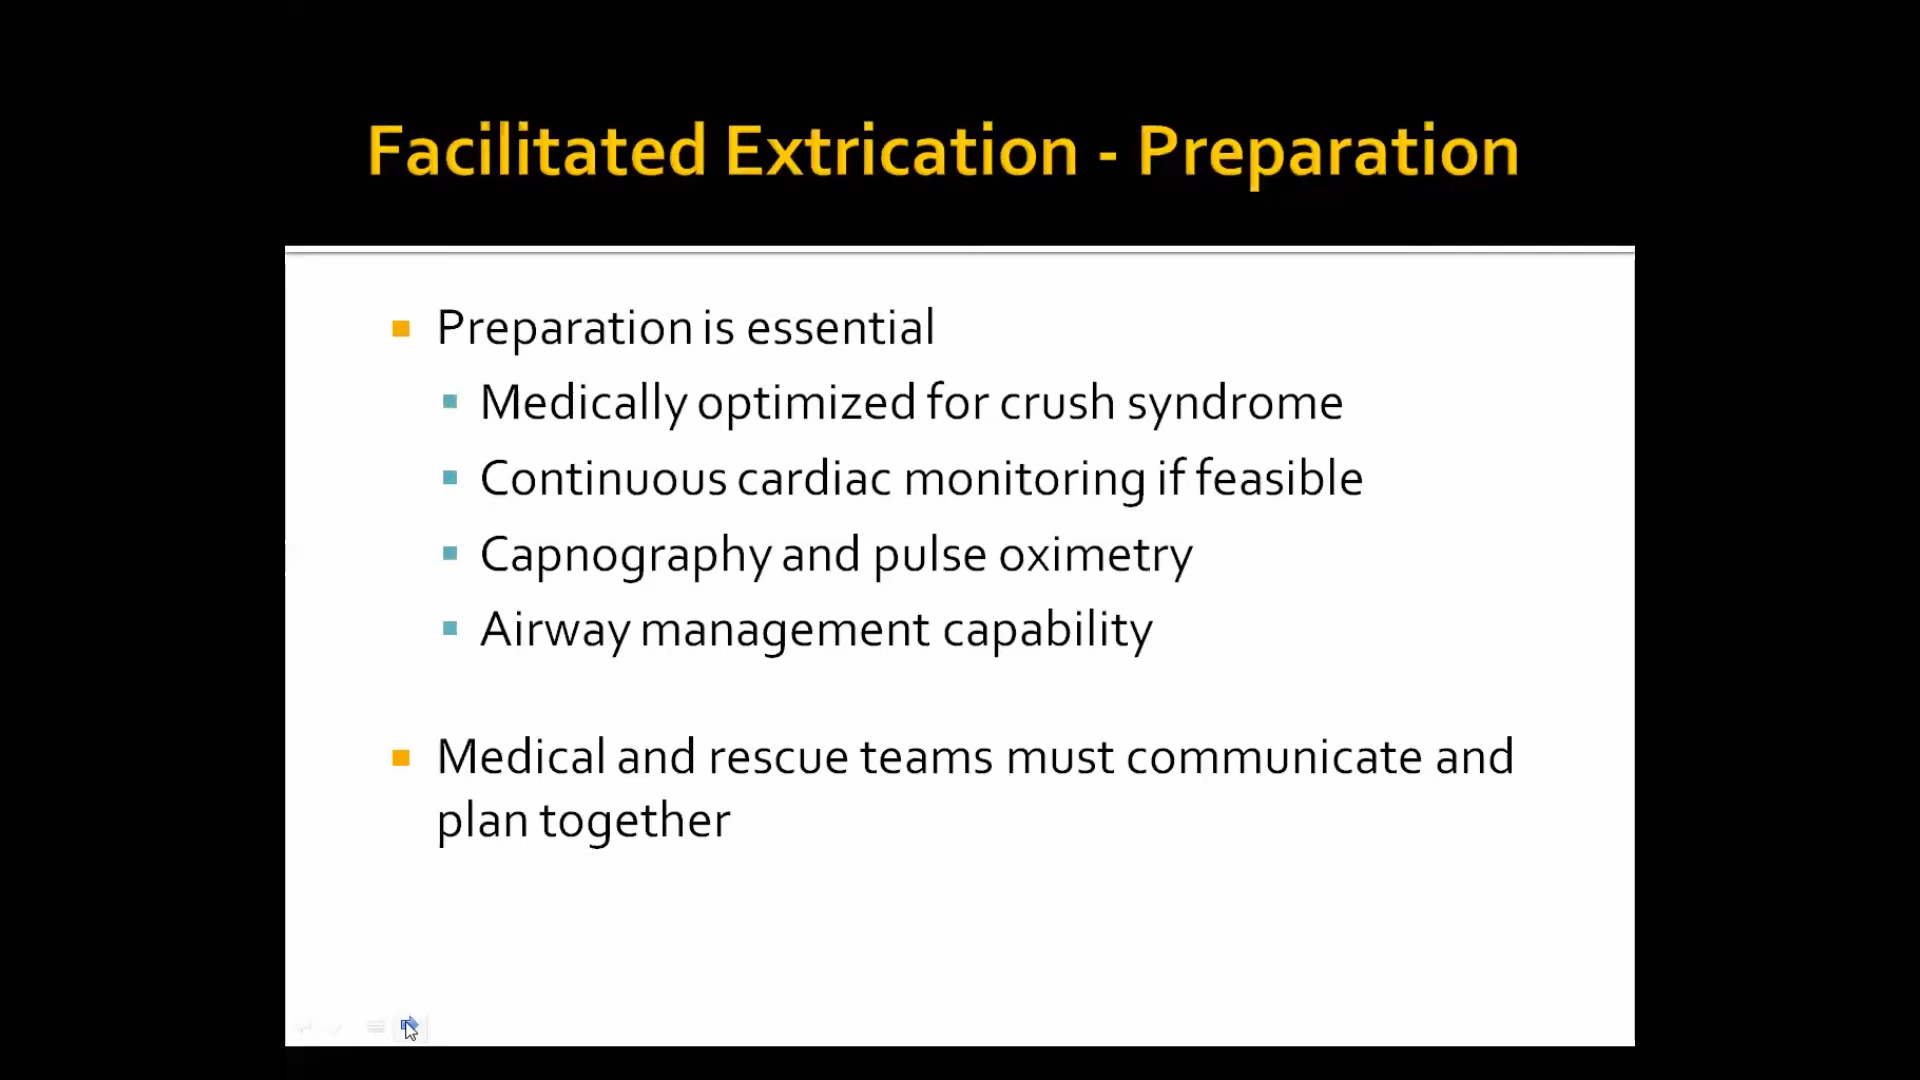 Facilitated Extrication - Preparation
Preparation is essential
Medically optimized for crush syndrome
Continuous cardiac monitoring if feasible
Capnography and pulse oximetry
Airway management capability
Medical and rescue teams must communicate and
plan together